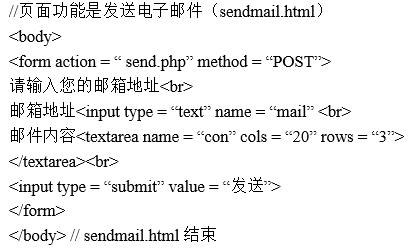 //页面功能是发送电子邮件（sendmail.html）
<body>
<form action = “ send.php” method = “POST”>
请输入您的邮箱地址<br>
邮箱地址<input type = “text” name = “mail” <br>
邮件内容<textarea name = “con” cols = “20” rows = “3”>
</textarea><br>
<input type = “submit” value = “发送”>
</form>
</body> // sendmail.html 结束